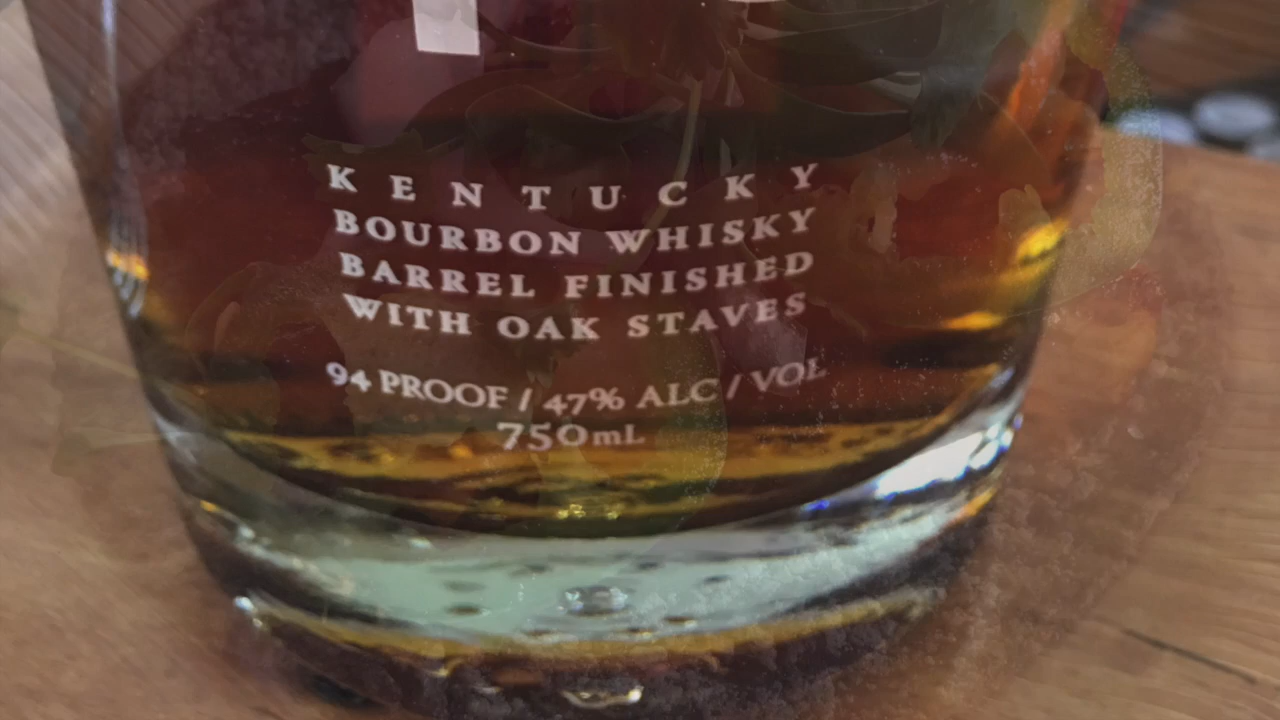 KENTUCKY
BOURBON WHISKY
BARREL FINISHED
WITH OAK STAVES
94 PROOF / 47% ALC / VOL
750mL